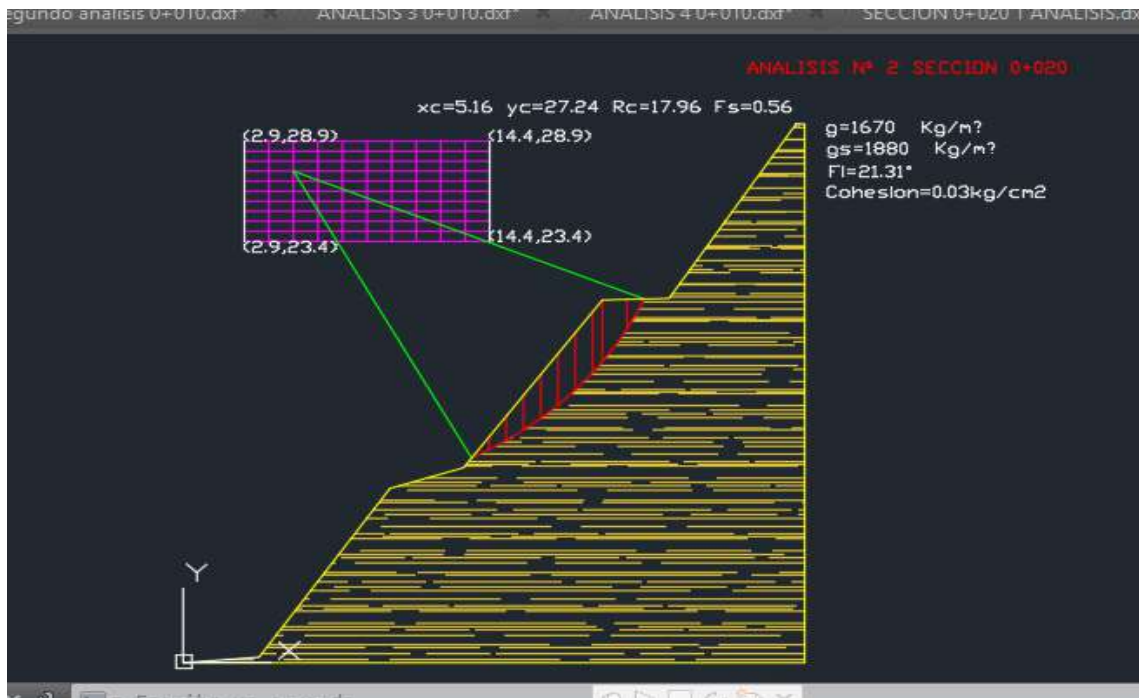 segundo analisis 0+010.dxf*
ANALISIS 3 0+010.dxf*
ANALISIS 4 0+010.dxf*
SECCION 0+020 1 ANALISIS.dx
ANALISIS Nº 2 SECCION 0+020
xc=5.16 yc=27.24 Rc=17.96 Fs=0.56
(2.9,28.9)
(14.4,28.9)
g=1670 Kg/m?
gs=1880 Kg/m?
FI=21.31°
Cohesion=0.03kg/cm2
(14.4,23.4)
(2.9,23.4)
Y
X